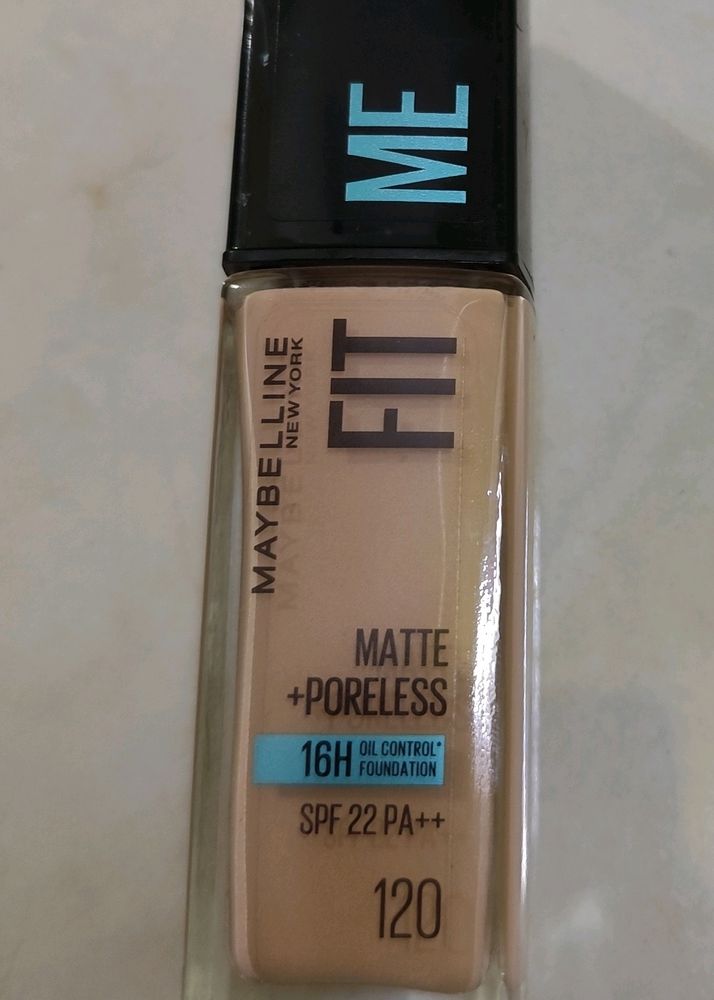 FIT ME
MAYBELLINE
NEW YORK
MATTE
+PORELESS
16H OIL CONTROL*
FOUNDATION
SPF 22 PA++
120